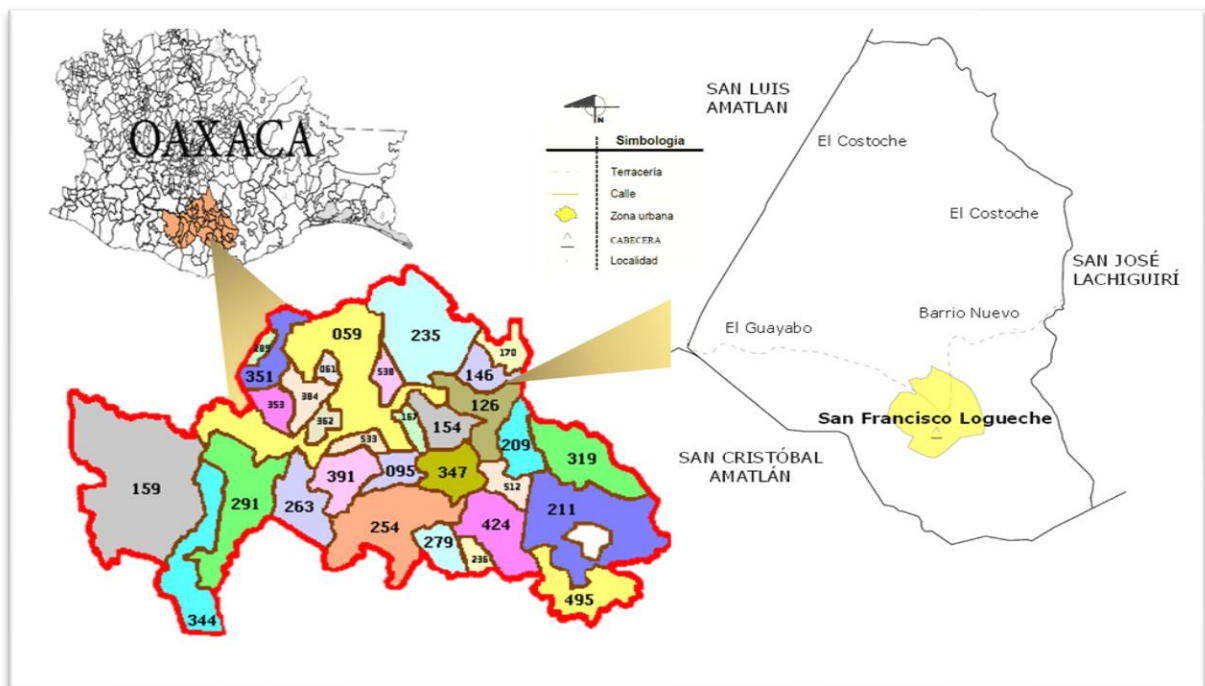 OAXACA
N
Simbología
Terracería
Calle
Zona urbana
CABECERA
Localidad
SAN LUIS
AMATLAN
El Costoche
El Costoche
SAN JOSÉ
LACHIGUIRÍ
Barrio Nuevo
El Guayabo
San Francisco Logueche
SAN CRISTÓBAL
AMATLÁN
059
235
170
061
538
146
351
126
384
353
362
167
154
209
533
391
095
347
319
159
291
263
512
211
254
424
279
236
495
344